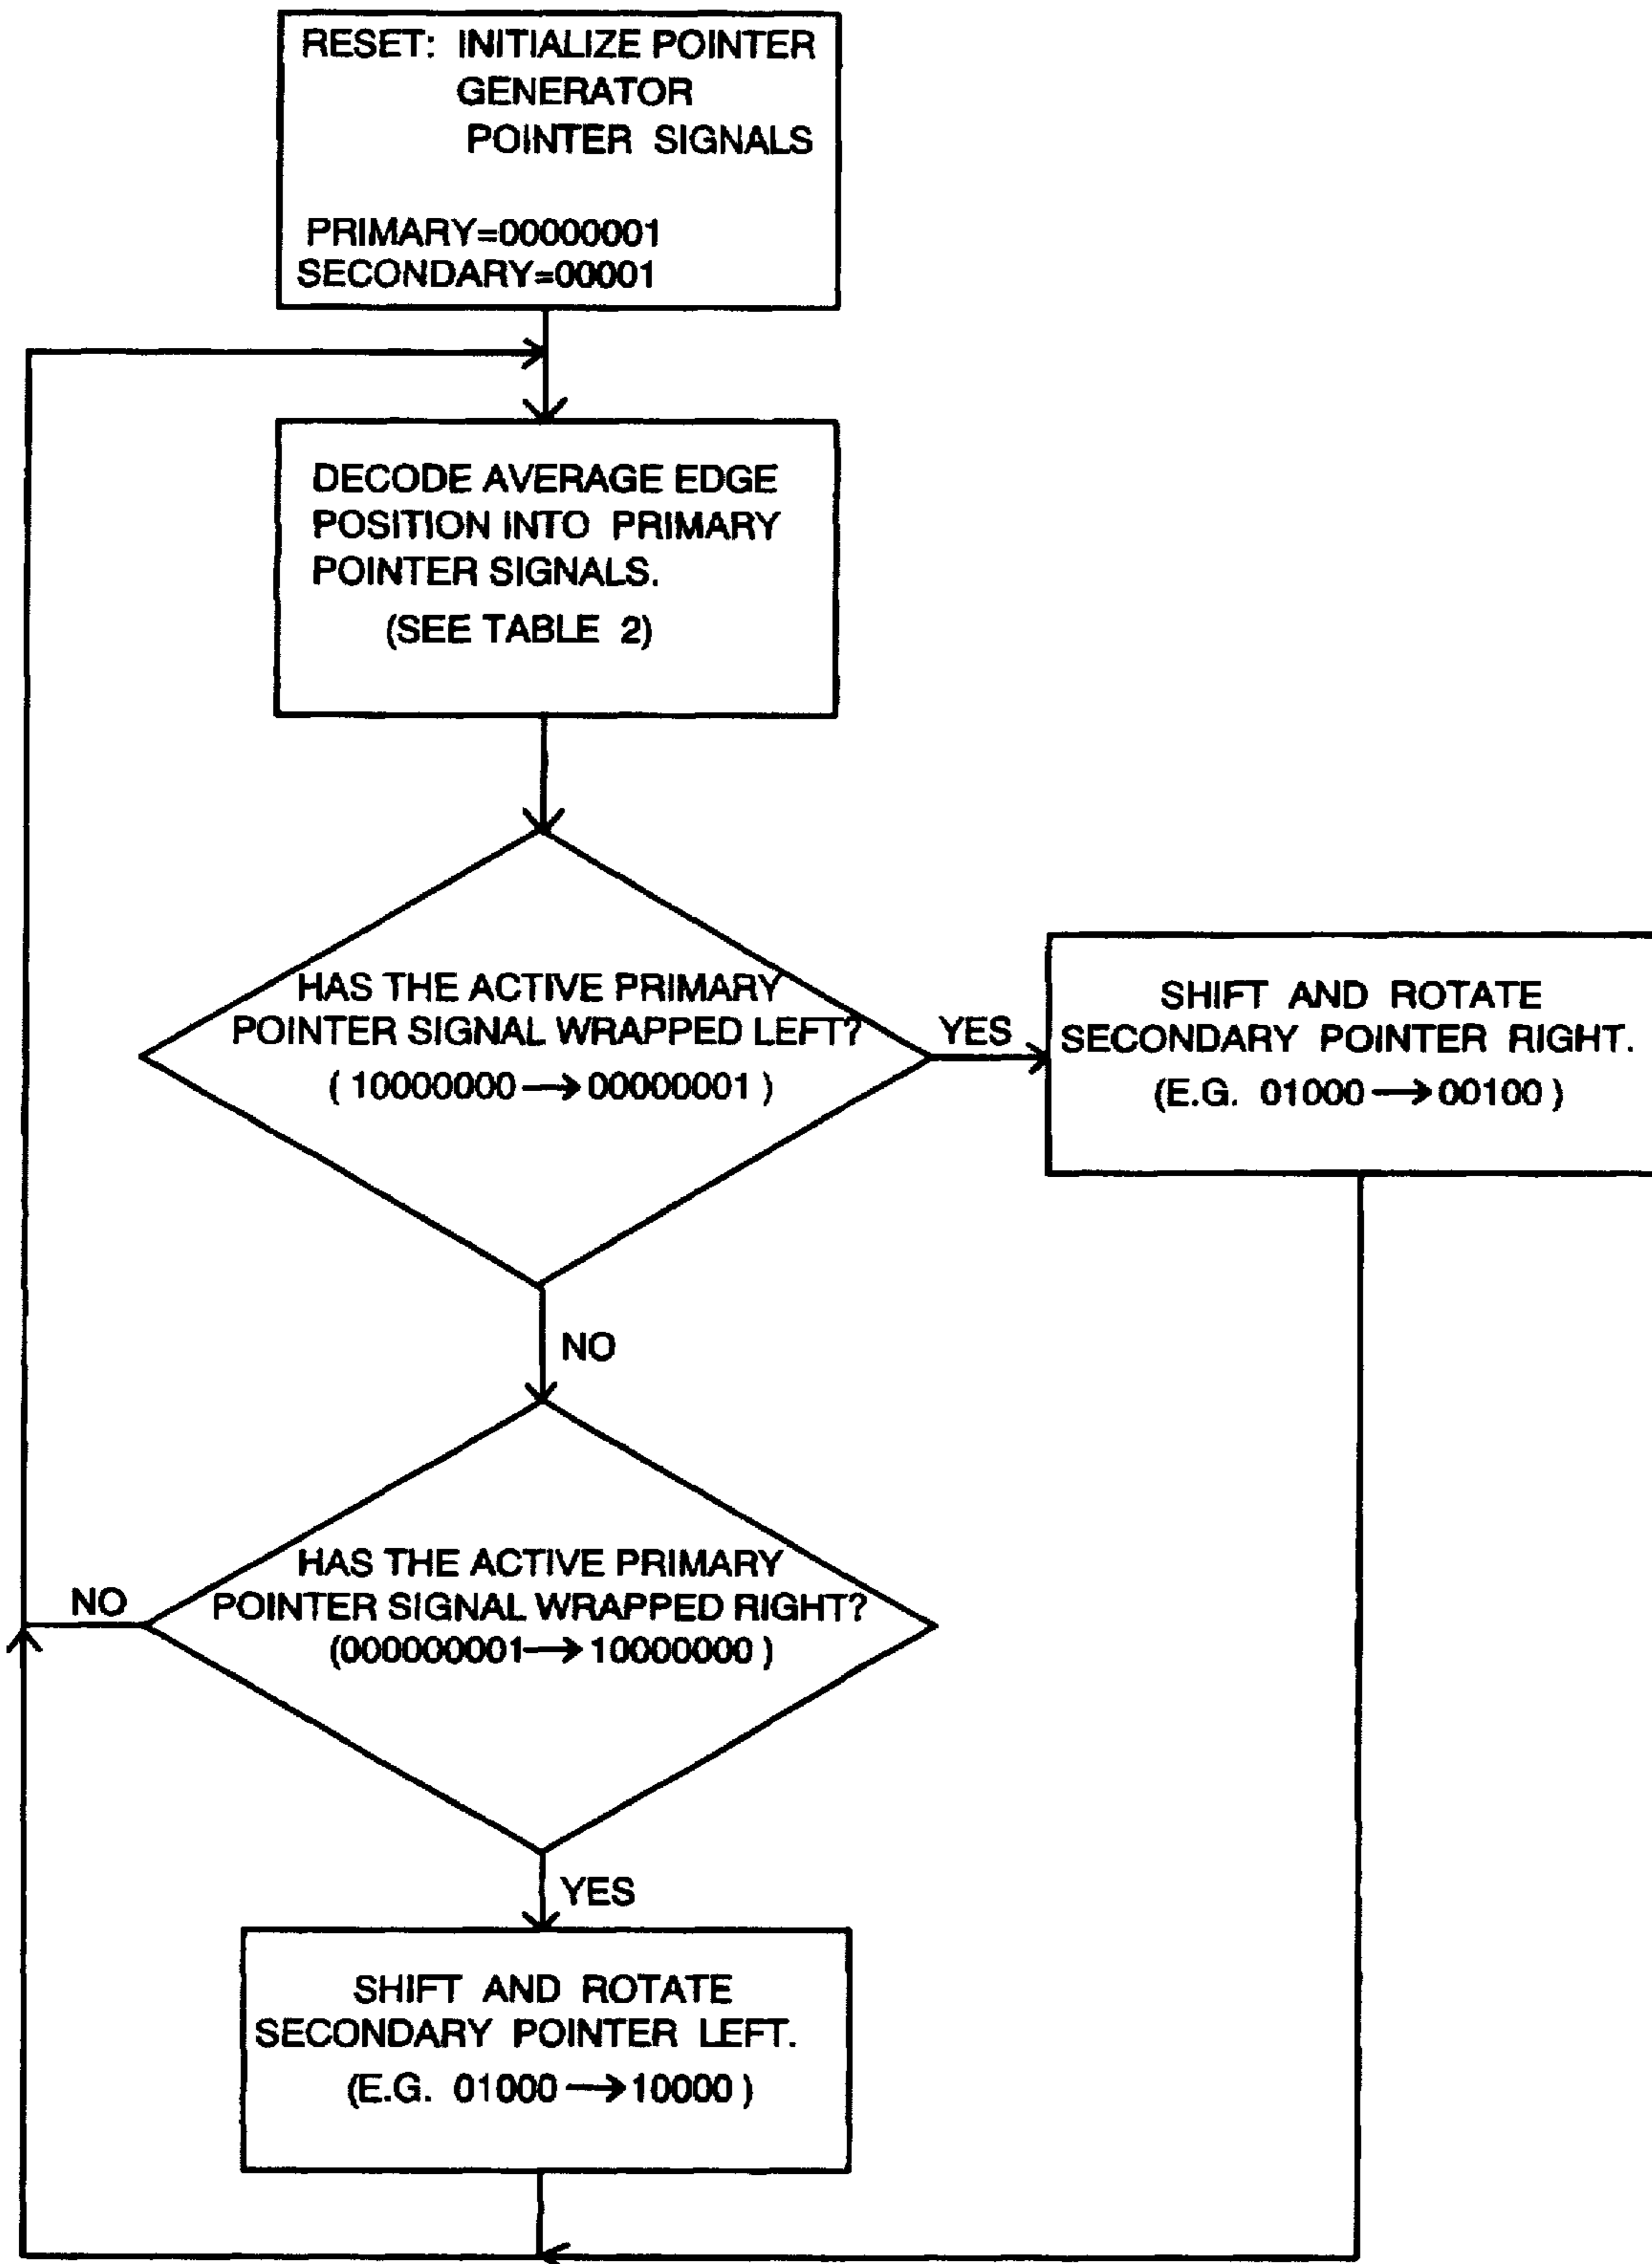 RESET: INITIALIZE POINTER
GENERATOR
POINTER SIGNALS
PRIMARY=00000001
SECONDARY=00001
DECODE AVERAGE EDGE
POSITION INTO PRIMARY
POINTER SIGNALS.
(SEE TABLE 2)
HAS THE ACTIVE PRIMARY
POINTER SIGNAL WRAPPED LEFT?
( 10000000 → 00000001 )
YES
SHIFT AND ROTATE
SECONDARY POINTER RIGHT.
(E.G. 01000 → 00100 )
NO
HAS THE ACTIVE PRIMARY
POINTER SIGNAL WRAPPED RIGHT?
(000000001 → 10000000 )
NO
YES
SHIFT AND ROTATE
SECONDARY POINTER LEFT.
(E.G. 01000 → 10000 )